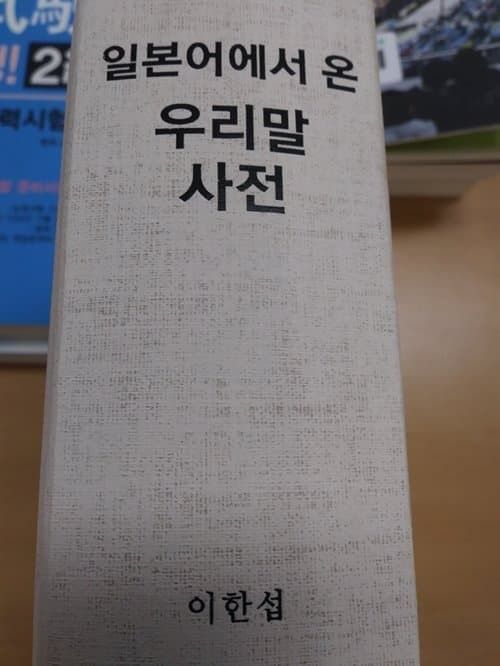 일본어에서 온
우리말
사전
이한섭